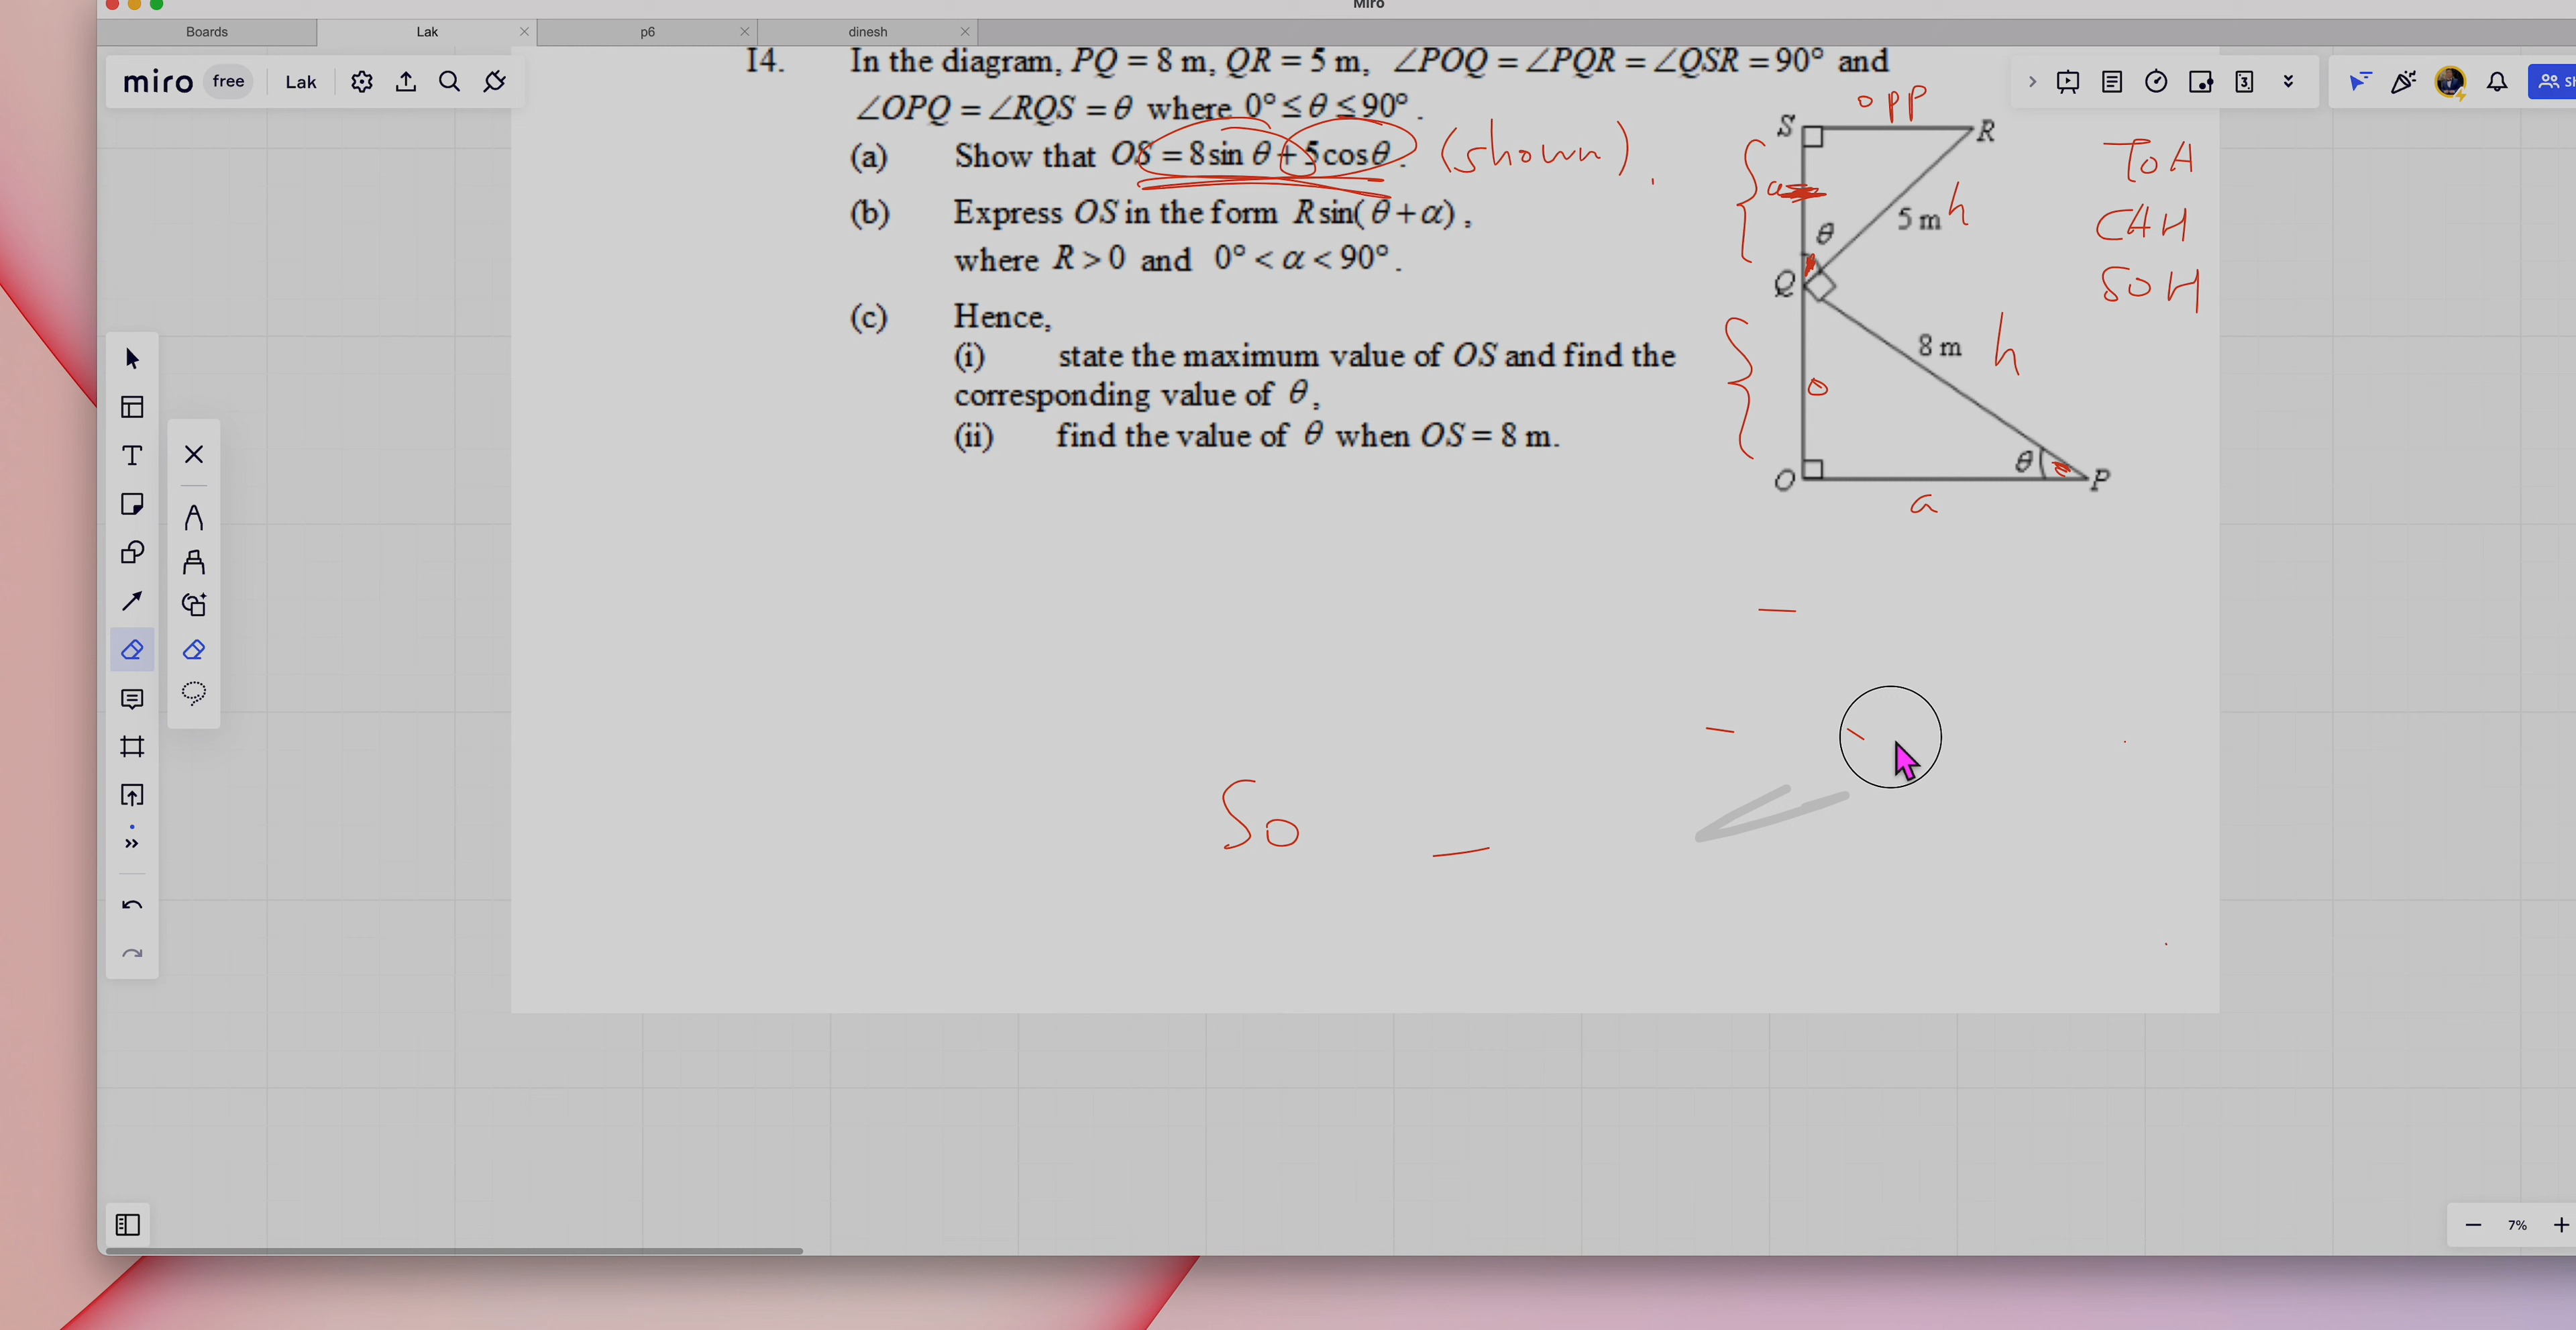 Miro
Boards
Lak
p6
dinesh
miro free Lak
I4. In the diagram, PQ = 8 m, QR = 5 m, ∠POQ = ∠PQR = ∠QSR = 90° and
∠OPQ = ∠RQS = θ where 0° ≤ θ ≤ 90°.
(a) Show that OS = 8 sin θ + 5 cos θ. (shown).
(b) Express OS in the form R sin(θ + α),
where R > 0 and 0° < α < 90°.
(c) Hence,
(i) state the maximum value of OS and find the
corresponding value of θ,
(ii) find the value of θ when OS = 8 m.
opp
S
R
a
5 m h
θ
Q
8 m h
o
θ
O
P
a
TOA
CAH
SOH
So
3
Sh
7%